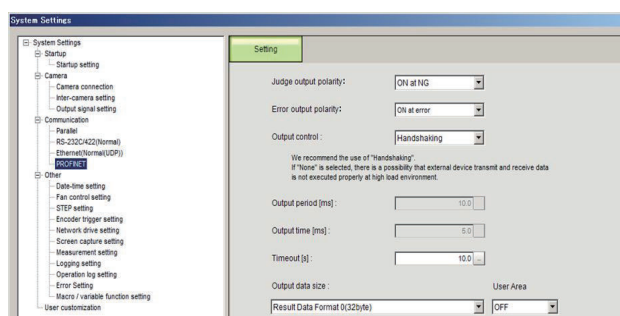 System Settings
System Settings
Startup
Startup setting
Camera
Camera connection
Inter-camera setting
Output signal setting
Communication
Parallel
RS-232C/422(Normal)
Ethernet(Normal(UDP))
PROFINET
Other
Date-time setting
Fan control setting
STEP setting
Encoder trigger setting
Network drive setting
Screen capture setting
Measurement setting
Logging setting
Operation log setting
Error Setting
Macro / variable function setting
User customization
Setting
Judge output polarity: ON at NG
Error output polarity: ON at error
Output control : Handshaking
We recommend the use of "Handshaking".
If "None" is selected, there is a possibility that external device transmit and receive data
is not executed properly at high load environment.
Output period [ms] : 10.0
Output time [ms] : 5.0
Timeout [s] : 10.0 ...
Output data size : User Area
Result Data Format 0(32byte) OFF